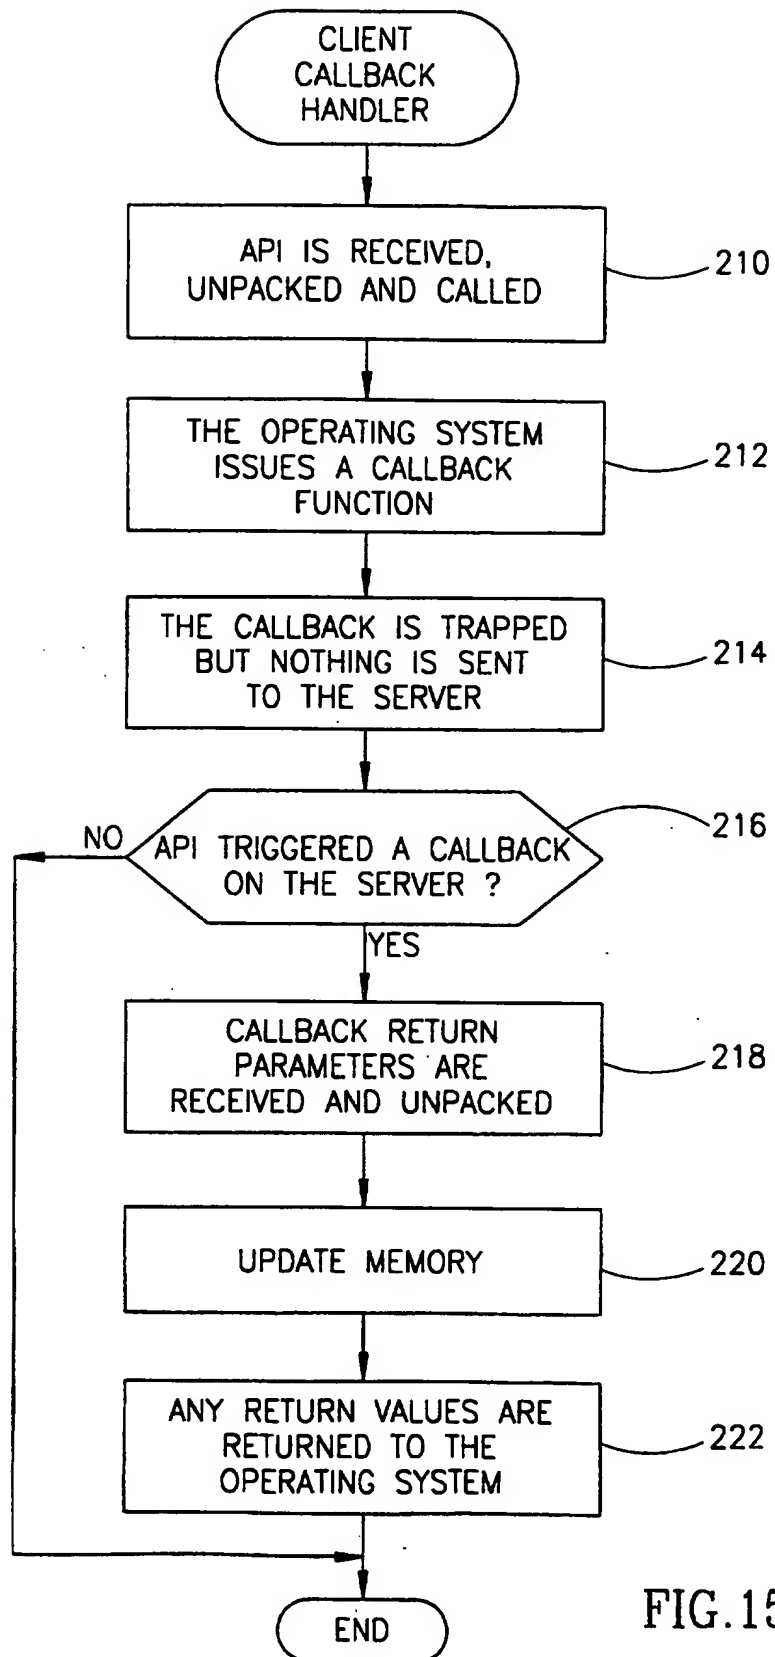 CLIENT
CALLBACK
HANDLER
API IS RECEIVED,
UNPACKED AND CALLED
210
THE OPERATING SYSTEM
ISSUES A CALLBACK
FUNCTION
212
THE CALLBACK IS TRAPPED
BUT NOTHING IS SENT
TO THE SERVER
214
216
NO
API TRIGGERED A CALLBACK
ON THE SERVER ?
YES
CALLBACK RETURN
PARAMETERS ARE
RECEIVED AND UNPACKED
218
UPDATE MEMORY
220
ANY RETURN VALUES ARE
RETURNED TO THE
OPERATING SYSTEM
222
END
FIG.15